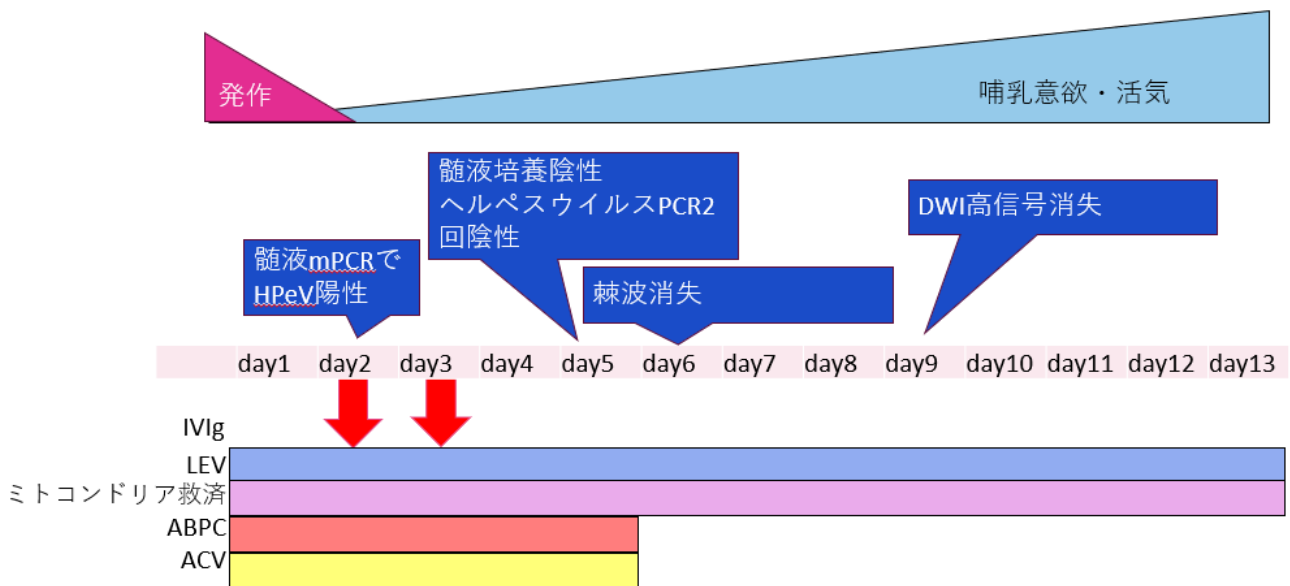 発作
哺乳意欲・活気
髄液培養陰性
ヘルペスウイルスPCR2
回陰性
DWI高信号消失
髄液mPCRで
HPeV陽性
棘波消失
day1 day2 day3 day4 day5 day6 day7 day8 day9 day10 day11 day12 day13
IVIg
LEV
ミトコンドリア救済
ABPC
ACV